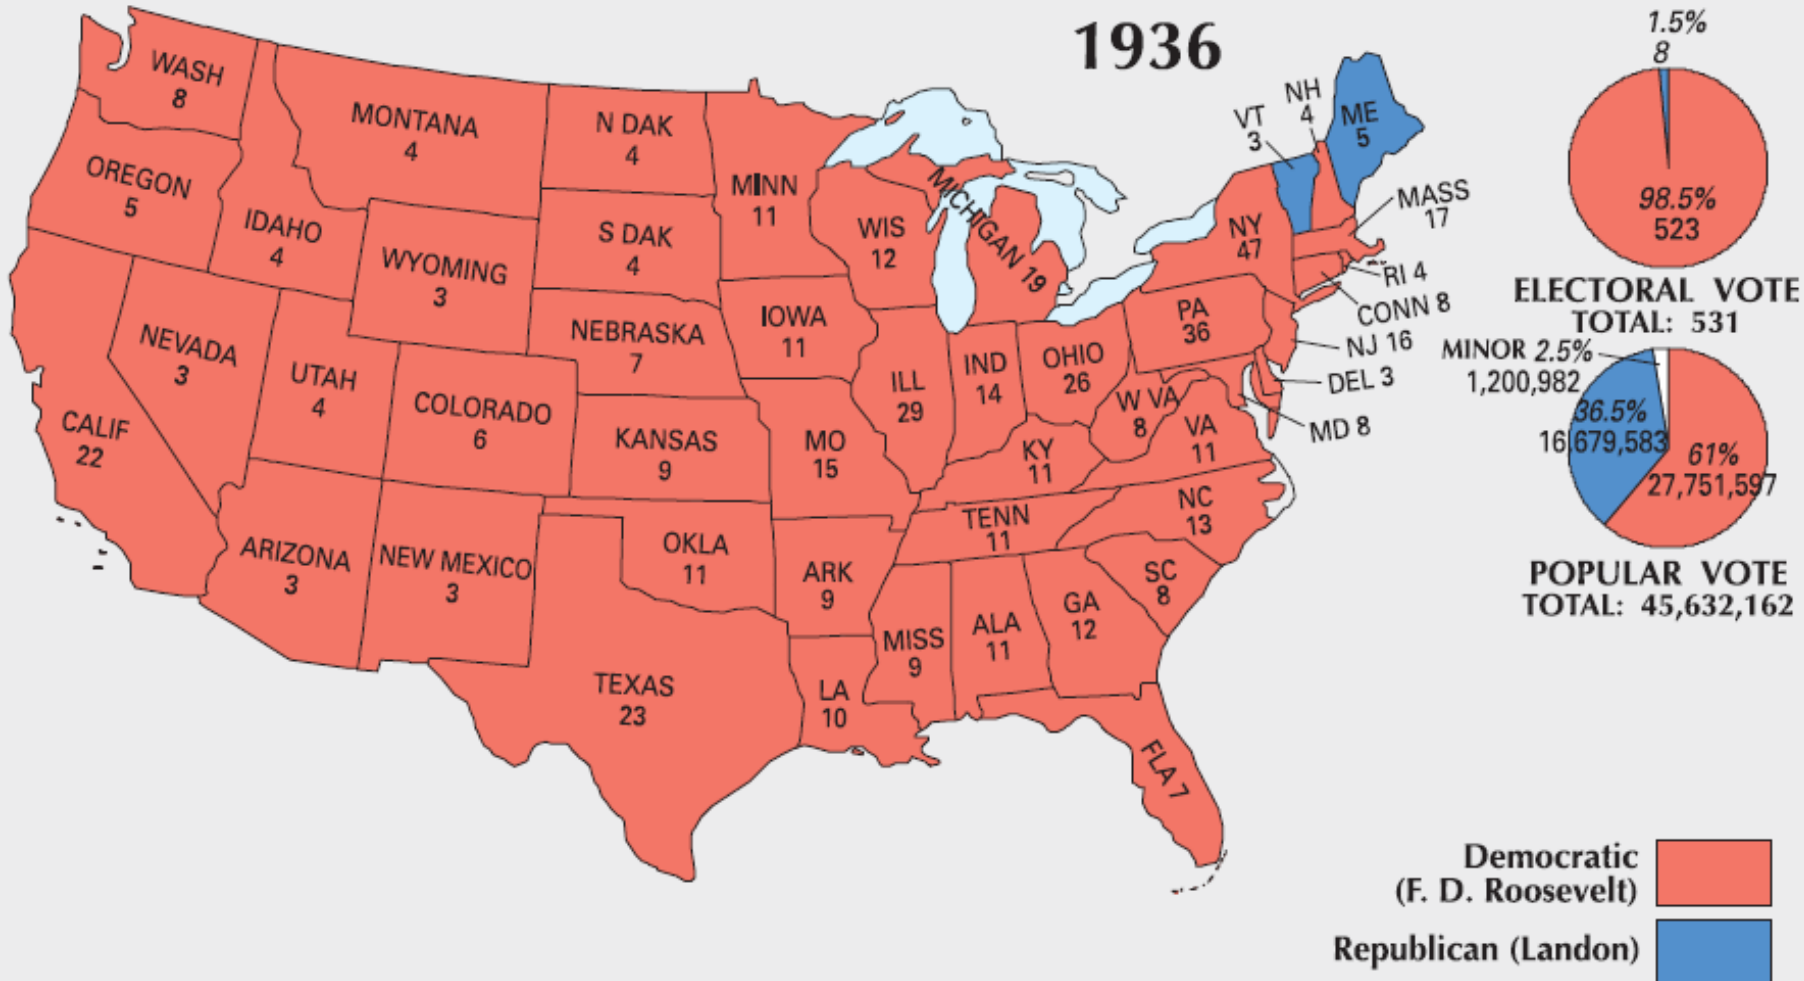 1936
WASH
8
MONTANA
4
N DAK
4
MINN
11
OREGON
5
IDAHO
4
WYOMING
3
S DAK
4
WIS
12
MICHIGAN 19
VT
3
NH
4
ME
5
MASS
17
NY
47
RI 4
CONN 8
NJ 16
DEL 3
MD 8
PA
36
NEVADA
3
UTAH
4
COLORADO
6
NEBRASKA
7
IOWA
11
ILL
29
IND
14
OHIO
26
W VA
8
VA
11
CALIF
22
KANSAS
9
MO
15
KY
11
ARIZONA
3
NEW MEXICO
3
OKLA
11
ARK
9
TENN
11
NC
13
SC
8
TEXAS
23
LA
10
MISS
9
ALA
11
GA
12
FLA 7
1.5%
8
98.5%
523
ELECTORAL VOTE
TOTAL: 531
MINOR 2.5%
1,200,982
36.5%
16,679,583
61%
27,751,597
POPULAR VOTE
TOTAL: 45,632,162
Democratic
(F. D. Roosevelt)
Republican (Landon)